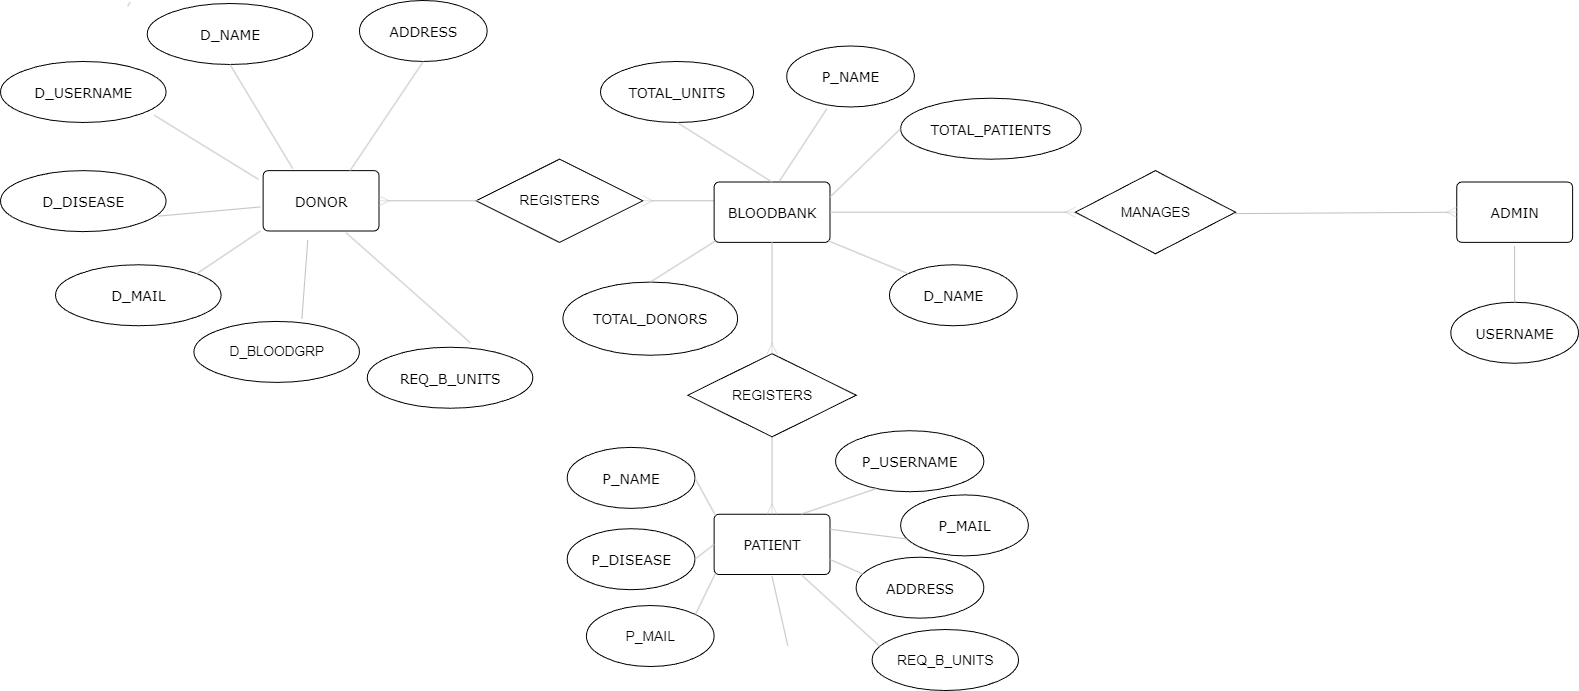 D_NAME
ADDRESS
D_USERNAME
TOTAL_UNITS
P_NAME
TOTAL_PATIENTS
D_DISEASE
DONOR
REGISTERS
BLOODBANK
MANAGES
ADMIN
D_MAIL
D_NAME
TOTAL_DONORS
USERNAME
D_BLOODGRP
REQ_B_UNITS
REGISTERS
P_USERNAME
P_NAME
P_MAIL
PATIENT
P_DISEASE
ADDRESS
P_MAIL
REQ_B_UNITS